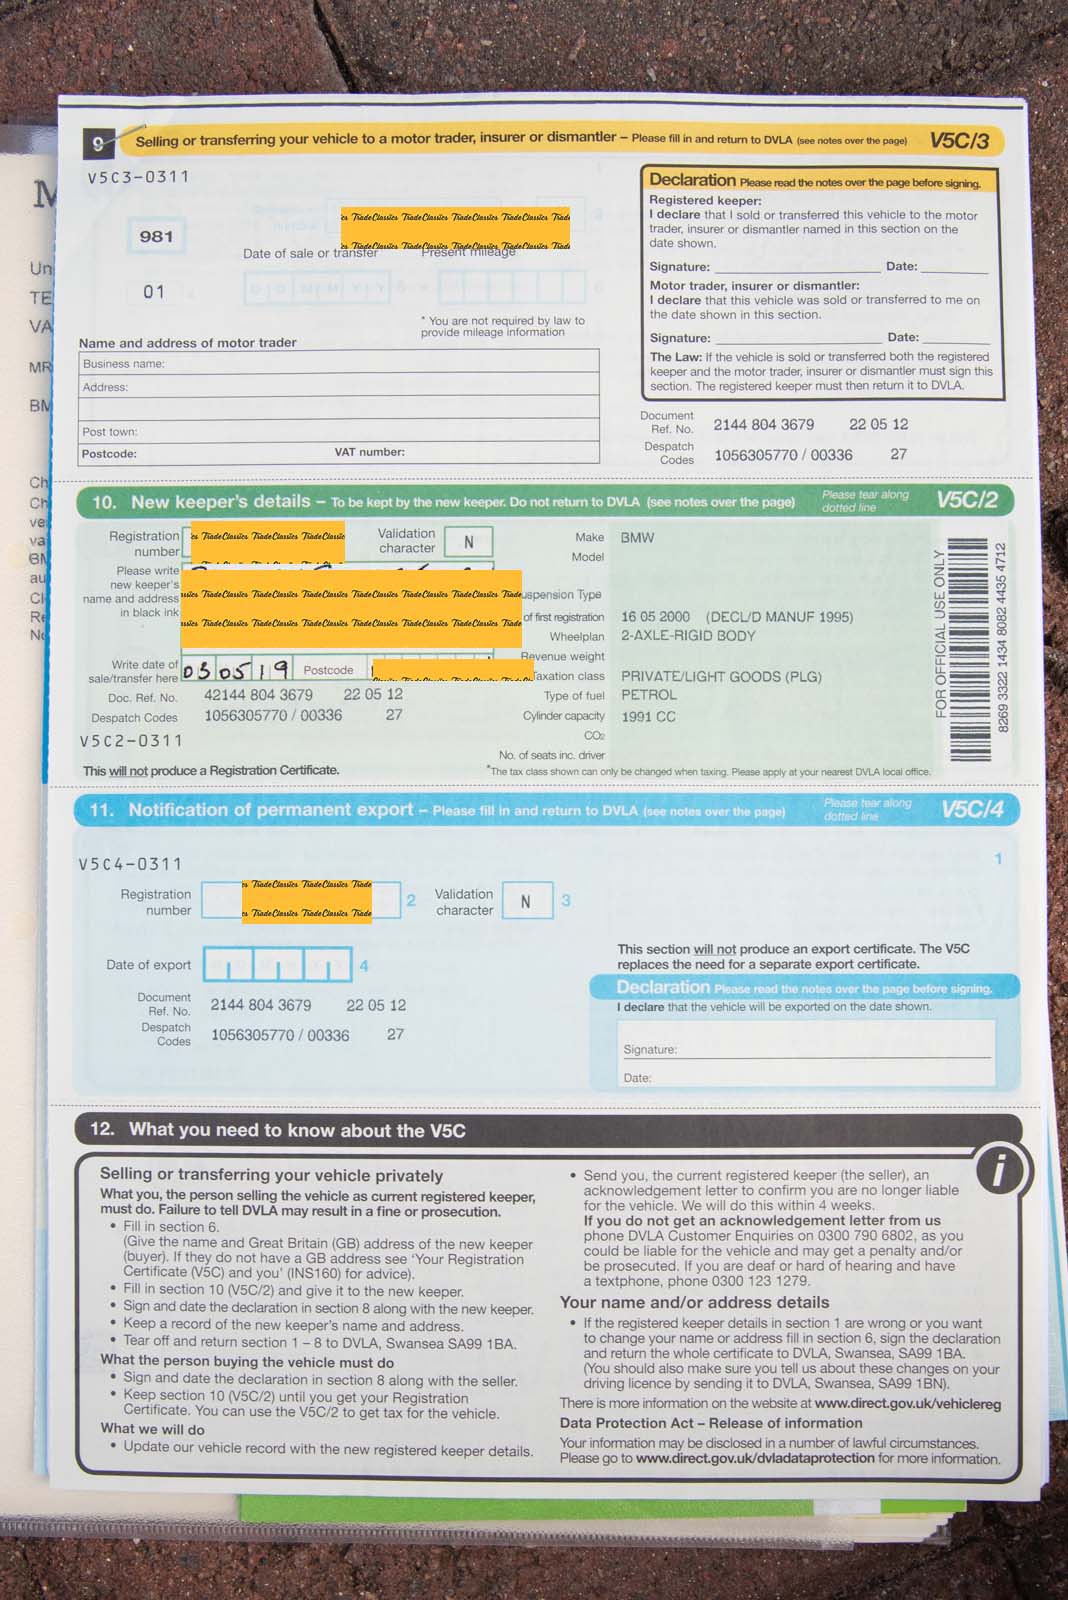 9 Selling or transferring your vehicle to a motor trader, insurer or dismantler – Please fill in and return to DVLA (see notes over the page) V5C/3
V5C3-0311
981
01
TradeClassics TradeClassics TradeClassics TradeClassics
TradeClassics TradeClassics TradeClassics TradeClassics
Date of sale or transfer Present mileage
D D M M Y Y
* You are not required by law to
provide mileage information
Name and address of motor trader
Business name:
Address:
Post town:
Postcode: VAT number:
Declaration Please read the notes over the page before signing.
Registered keeper:
I declare that I sold or transferred this vehicle to the motor
trader, insurer or dismantler named in this section on the
date shown.
Signature: Date:
Motor trader, insurer or dismantler:
I declare that this vehicle was sold or transferred to me on
the date shown in this section.
Signature: Date:
The Law: If the vehicle is sold or transferred both the registered
keeper and the motor trader, insurer or dismantler must sign this
section. The registered keeper must then return it to DVLA.
Document
Ref. No. 2144 804 3679 22 05 12
Despatch
Codes 1056305770 / 00336 27
10. New keeper's details – To be kept by the new keeper. Do not return to DVLA (see notes over the page) Please tear along
dotted line V5C/2
Registration
number TradeClassics TradeClassics Validation
character N
Please write
new keeper's
name and address
in black ink
TradeClassics TradeClassics TradeClassics TradeClassics TradeClassics
TradeClassics TradeClassics TradeClassics TradeClassics TradeClassics
Write date of
sale/transfer here 03 05 19 Postcode
Doc. Ref. No. 42144 804 3679 22 05 12
Despatch Codes 1056305770 / 00336 27
V5C2-0311
This will not produce a Registration Certificate.
Make BMW
Model
uspension Type
of first registration 16 05 2000 (DECL/D MANUF 1995)
Wheelplan 2-AXLE-RIGID BODY
Revenue weight
Taxation class PRIVATE/LIGHT GOODS (PLG)
Type of fuel PETROL
Cylinder capacity 1991 CC
CO2
No. of seats inc. driver
*The tax class shown can only be changed when taxing. Please apply at your nearest DVLA local office.
FOR OFFICIAL USE ONLY
8269 3322 1434 8082 4435 4712
11. Notification of permanent export – Please fill in and return to DVLA (see notes over the page) Please tear along
dotted line V5C/4
V5C4-0311
1
Registration
number TradeClassics TradeClassics 2 Validation
character N 3
Date of export 4
Document
Ref. No. 2144 804 3679 22 05 12
Despatch
Codes 1056305770 / 00336 27
This section will not produce an export certificate. The V5C
replaces the need for a separate export certificate.
Declaration Please read the notes over the page before signing.
I declare that the vehicle will be exported on the date shown.
Signature:
Date:
12. What you need to know about the V5C
i
Selling or transferring your vehicle privately
What you, the person selling the vehicle as current registered keeper,
must do. Failure to tell DVLA may result in a fine or prosecution.
• Fill in section 6.
(Give the name and Great Britain (GB) address of the new keeper
(buyer). If they do not have a GB address see 'Your Registration
Certificate (V5C) and you' (INS160) for advice).
• Fill in section 10 (V5C/2) and give it to the new keeper.
• Sign and date the declaration in section 8 along with the new keeper.
• Keep a record of the new keeper's name and address.
• Tear off and return section 1 – 8 to DVLA, Swansea SA99 1BA.
What the person buying the vehicle must do
• Sign and date the declaration in section 8 along with the seller.
• Keep section 10 (V5C/2) until you get your Registration
Certificate. You can use the V5C/2 to get tax for the vehicle.
What we will do
• Update our vehicle record with the new registered keeper details.
• Send you, the current registered keeper (the seller), an
acknowledgement letter to confirm you are no longer liable
for the vehicle. We will do this within 4 weeks.
If you do not get an acknowledgement letter from us
phone DVLA Customer Enquiries on 0300 790 6802, as you
could be liable for the vehicle and may get a penalty and/or
be prosecuted. If you are deaf or hard of hearing and have
a textphone, phone 0300 123 1279.
Your name and/or address details
• If the registered keeper details in section 1 are wrong or you want
to change your name or address fill in section 6, sign the declaration
and return the whole certificate to DVLA, Swansea, SA99 1BA.
(You should also make sure you tell us about these changes on your
driving licence by sending it to DVLA, Swansea, SA99 1BN).
There is more information on the website at www.direct.gov.uk/vehiclereg
Data Protection Act – Release of information
Your information may be disclosed in a number of lawful circumstances.
Please go to www.direct.gov.uk/dvladataprotection for more information.